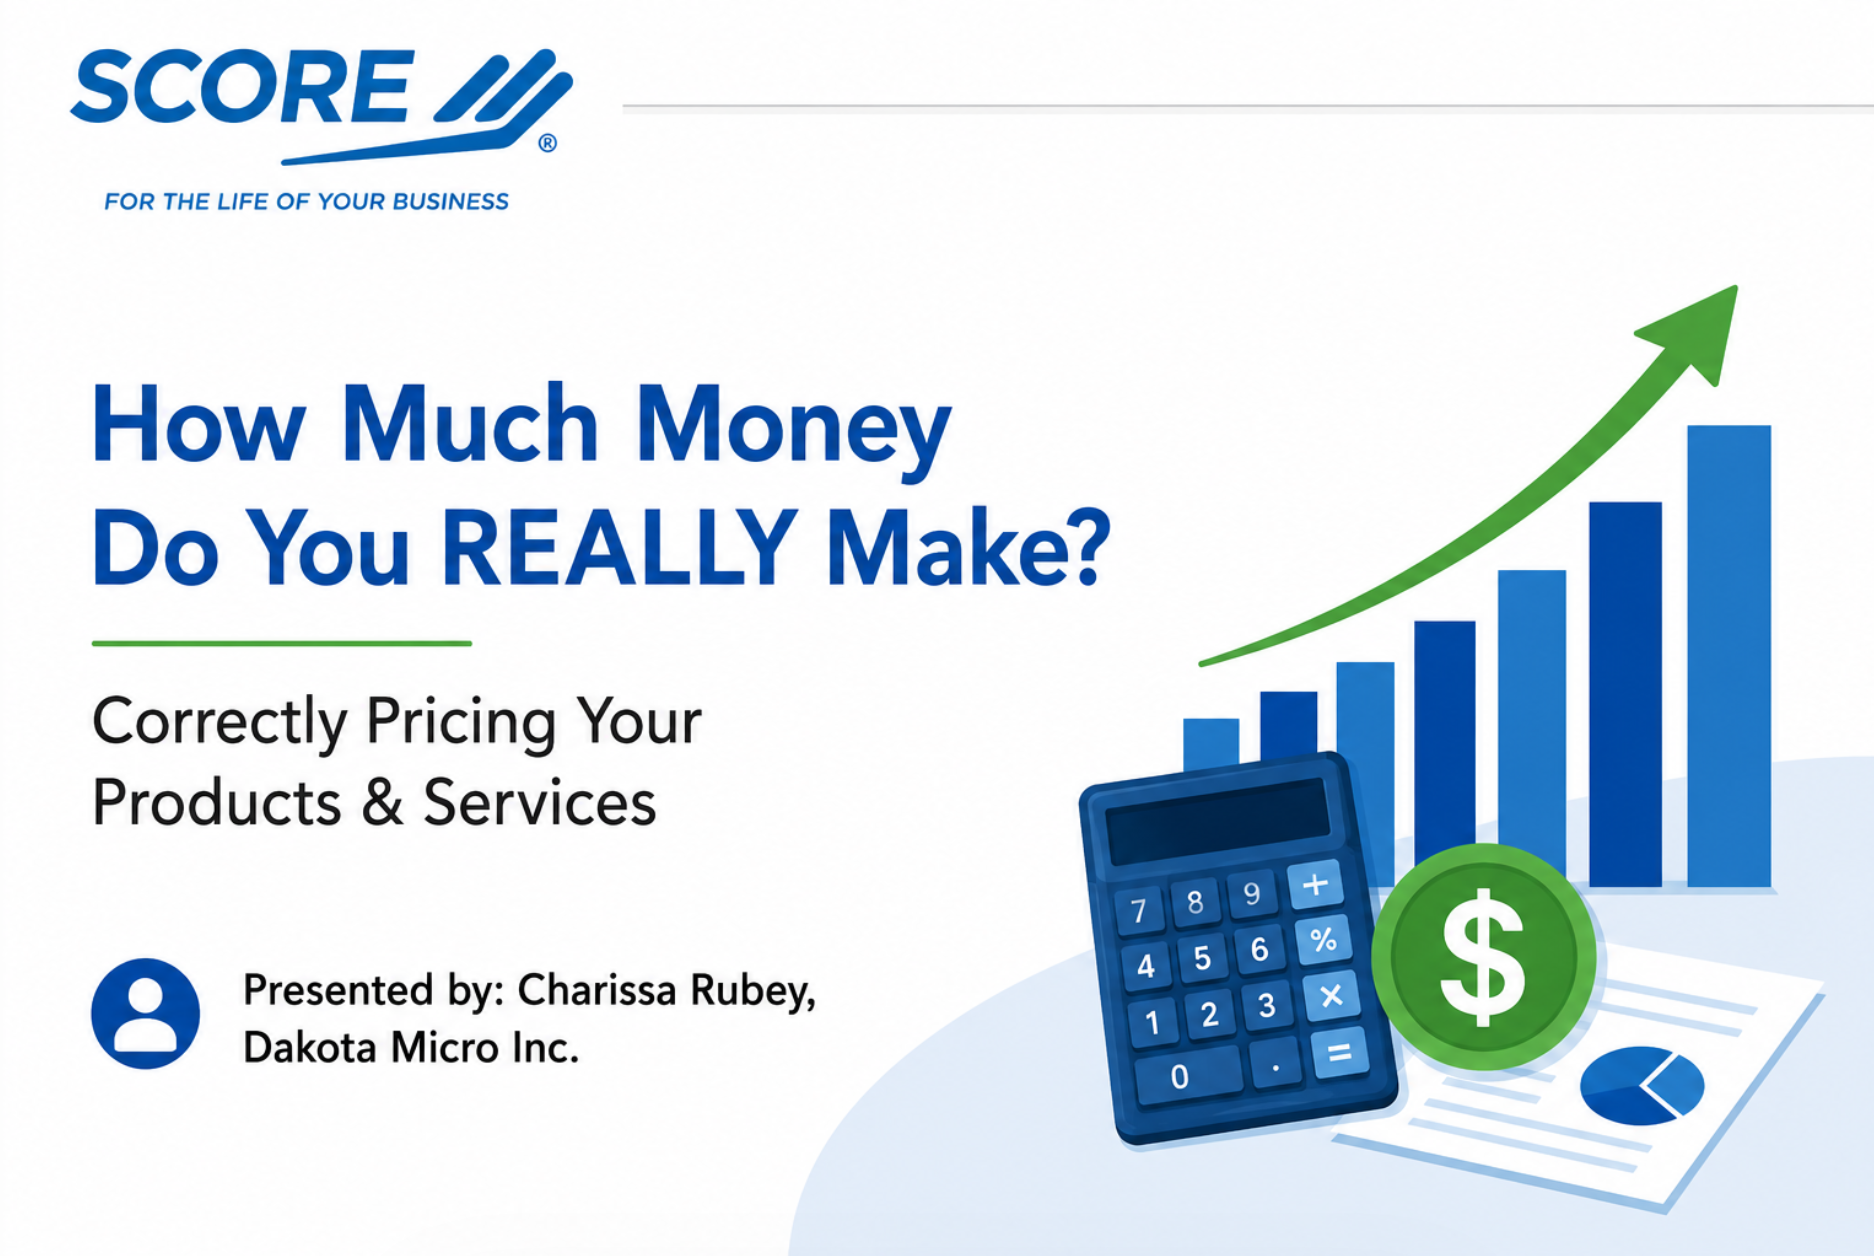 SCORE
®
FOR THE LIFE OF YOUR BUSINESS
How Much Money
Do You REALLY Make?
Correctly Pricing Your
Products & Services
Presented by: Charissa Rubey,
Dakota Micro Inc.
7 8 9 +
4 5 6 %
1 2 3 ×
0 . =
$